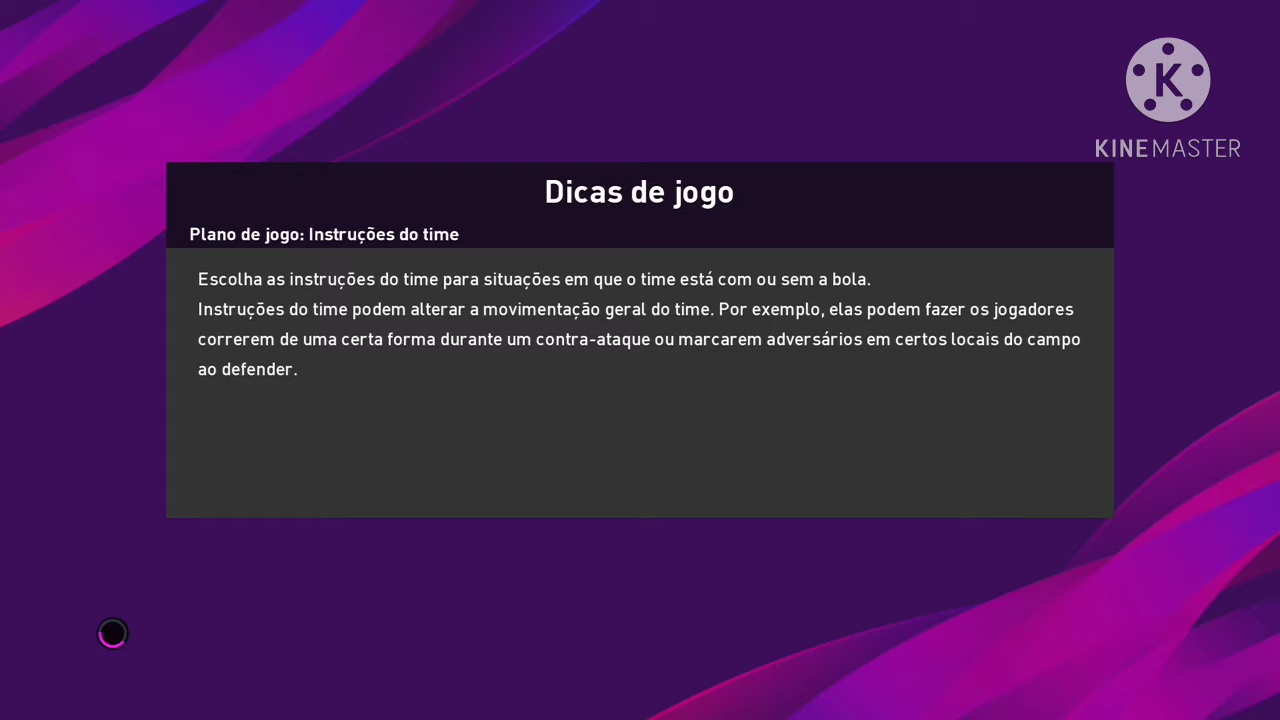 K
KINEMASTER
Dicas de jogo
Plano de jogo: Instruções do time
Escolha as instruções do time para situações em que o time está com ou sem a bola.
Instruções do time podem alterar a movimentação geral do time. Por exemplo, elas podem fazer os jogadores
correrem de uma certa forma durante um contra-ataque ou marcarem adversários em certos locais do campo
ao defender.